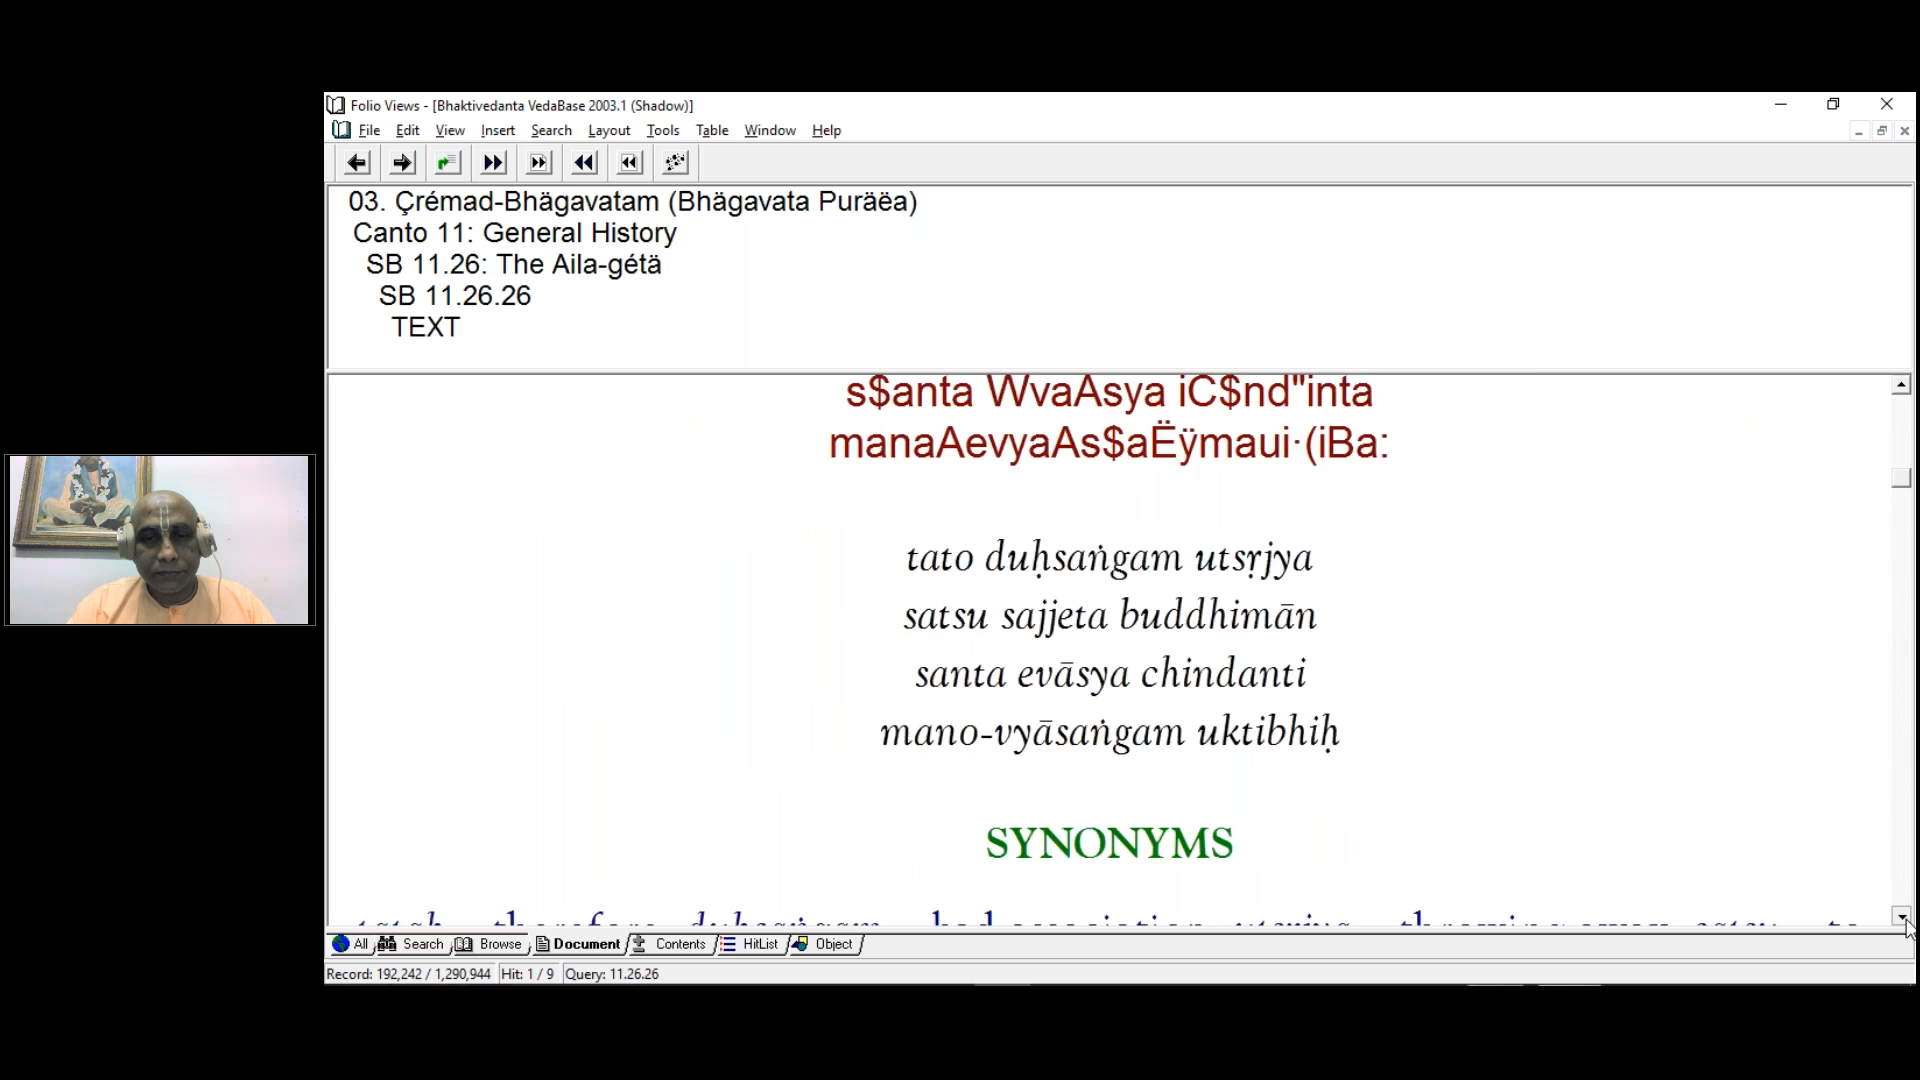 Folio Views - [Bhaktivedanta VedaBase 2003.1 (Shadow)]
File Edit View Insert Search Layout Tools Table Window Help
03. Çrémad-Bhägavatam (Bhägavata Puräëa)
Canto 11: General History
SB 11.26: The Aila-gétä
SB 11.26.26
TEXT
s$anta WvaAsya iC$nd"inta
manaAevyaAs$aËÿmaui·(iBa:
tato duḥsaṅgam utsṛjya
satsu sajjeta buddhimān
santa evāsya chindanti
mano-vyāsaṅgam uktibhiḥ
SYNONYMS
All Search Browse Document Contents HitList Object
Record: 192,242 / 1,290,944 Hit: 1 / 9 Query: 11.26.26